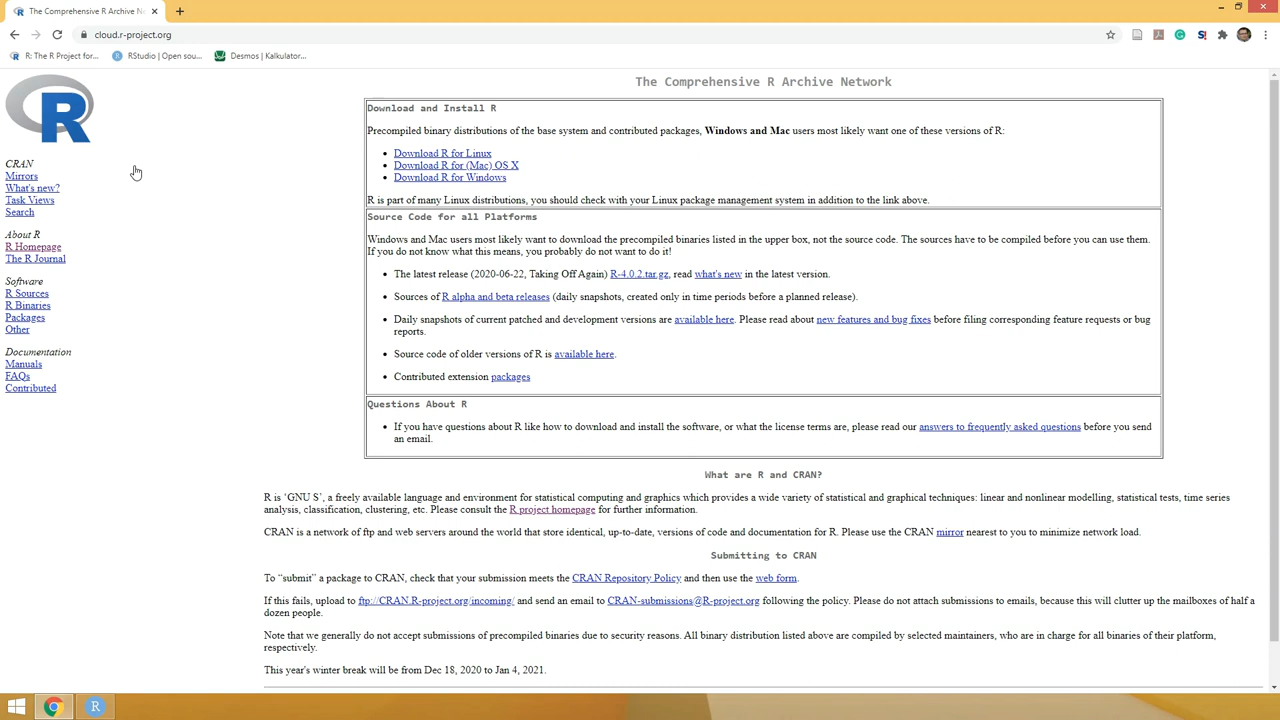 The Comprehensive R Archive Ne
cloud.r-project.org
R: The R Project for...
RStudio | Open sou...
Desmos | Kalkulator...
R
CRAN
Mirrors
What's new?
Task Views
Search
About R
R Homepage
The R Journal
Software
R Sources
R Binaries
Packages
Other
Documentation
Manuals
FAQs
Contributed
The Comprehensive R Archive Network
Download and Install R
Precompiled binary distributions of the base system and contributed packages, Windows and Mac users most likely want one of these versions of R:
• Download R for Linux
• Download R for (Mac) OS X
• Download R for Windows
R is part of many Linux distributions, you should check with your Linux package management system in addition to the link above.
Source Code for all Platforms
Windows and Mac users most likely want to download the precompiled binaries listed in the upper box, not the source code. The sources have to be compiled before you can use them.
If you do not know what this means, you probably do not want to do it!
• The latest release (2020-06-22, Taking Off Again) R-4.0.2.tar.gz, read what's new in the latest version.
• Sources of R alpha and beta releases (daily snapshots, created only in time periods before a planned release).
• Daily snapshots of current patched and development versions are available here. Please read about new features and bug fixes before filing corresponding feature requests or bug
reports.
• Source code of older versions of R is available here.
• Contributed extension packages
Questions About R
• If you have questions about R like how to download and install the software, or what the license terms are, please read our answers to frequently asked questions before you send
an email.
What are R and CRAN?
R is ‘GNU S’, a freely available language and environment for statistical computing and graphics which provides a wide variety of statistical and graphical techniques: linear and nonlinear modelling, statistical tests, time series
analysis, classification, clustering, etc. Please consult the R project homepage for further information.
CRAN is a network of ftp and web servers around the world that store identical, up-to-date, versions of code and documentation for R. Please use the CRAN mirror nearest to you to minimize network load.
Submitting to CRAN
To “submit” a package to CRAN, check that your submission meets the CRAN Repository Policy and then use the web form.
If this fails, upload to ftp://CRAN.R-project.org/incoming/ and send an email to CRAN-submissions@R-project.org following the policy. Please do not attach submissions to emails, because this will clutter up the mailboxes of half a
dozen people.
Note that we generally do not accept submissions of precompiled binaries due to security reasons. All binary distribution listed above are compiled by selected maintainers, who are in charge for all binaries of their platform,
respectively.
This year's winter break will be from Dec 18, 2020 to Jan 4, 2021.